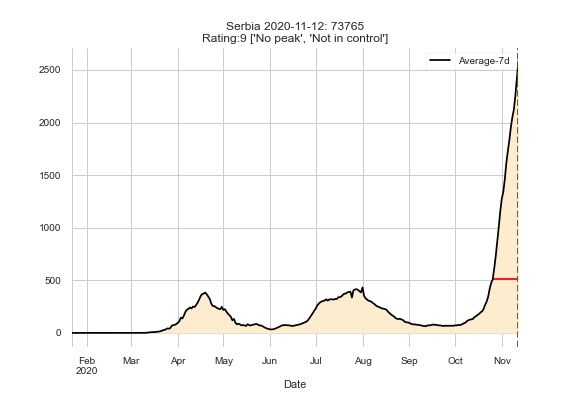 Serbia 2020-11-12: 73765
Rating:9 ['No peak', 'Not in control']
Average-7d
2500
2000
1500
1000
500
0
Feb Mar Apr May Jun Jul Aug Sep Oct Nov
2020
Date